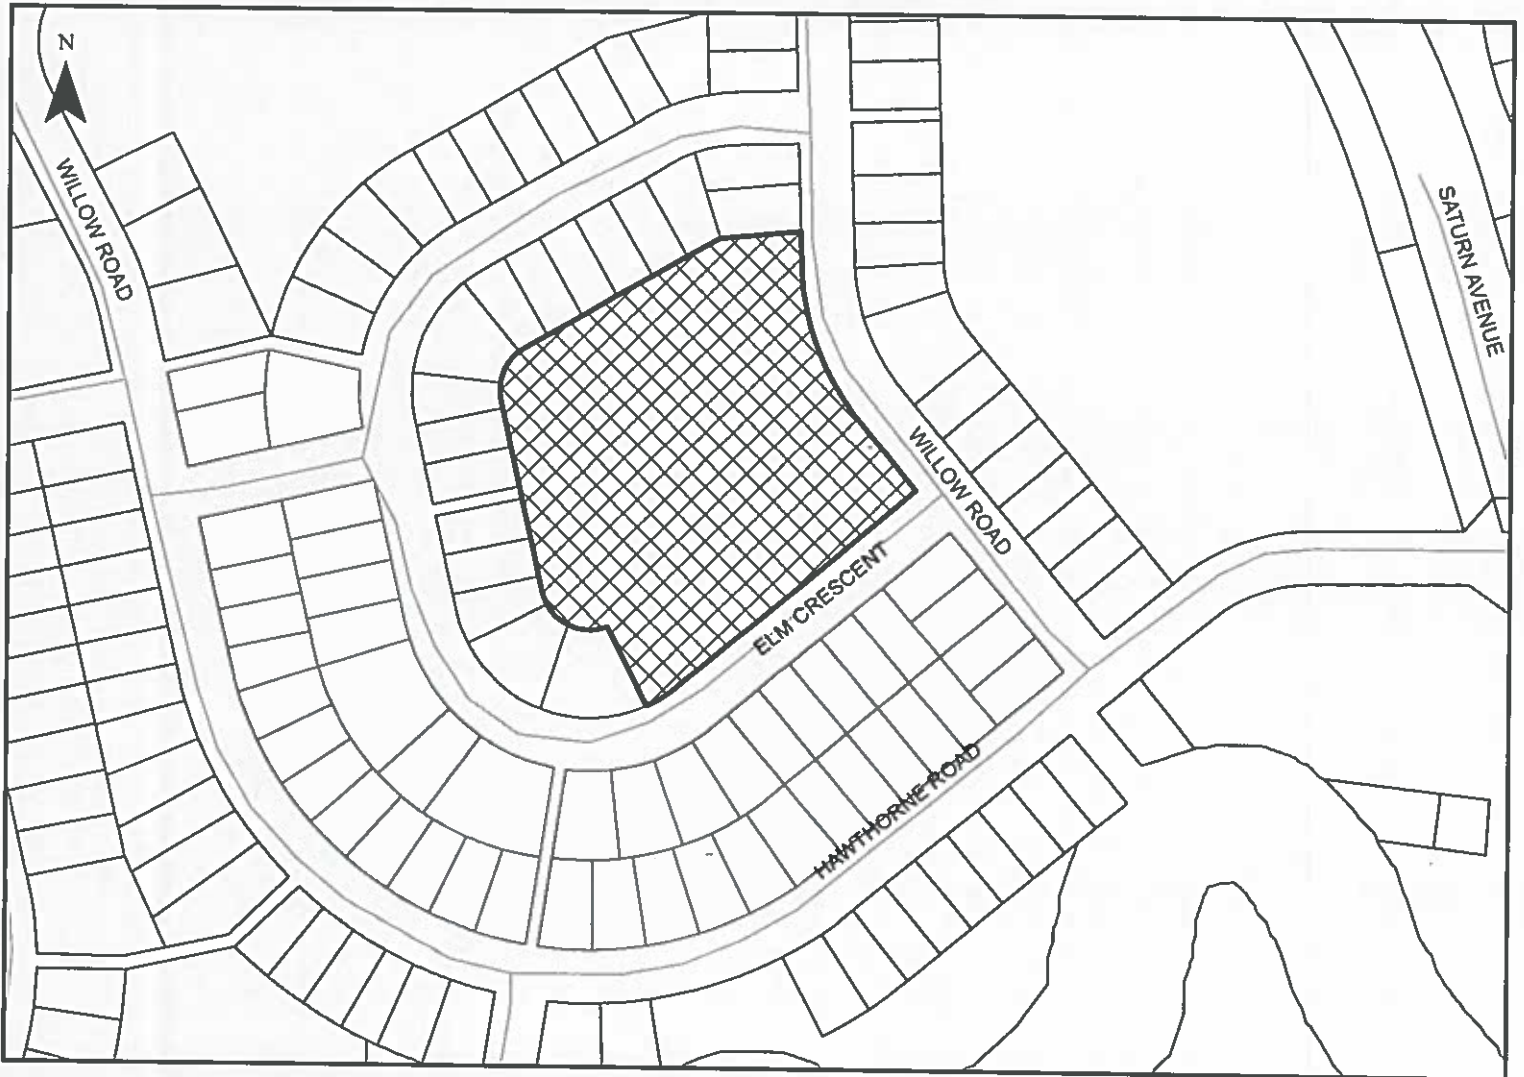 N
WILLOW ROAD
SATURN AVENUE
WILLOW ROAD
ELM CRESCENT
HAWTHORNE ROAD